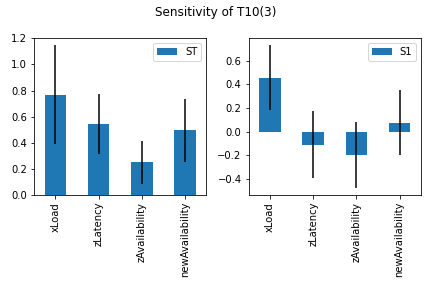 Sensitivity of T10(3)
ST
1.2
1.0
0.8
0.6
0.4
0.2
0.0
xLoad
zLatency
zAvailability
newAvailability
S1
0.6
0.4
0.2
0.0
−0.2
−0.4
xLoad
zLatency
zAvailability
newAvailability